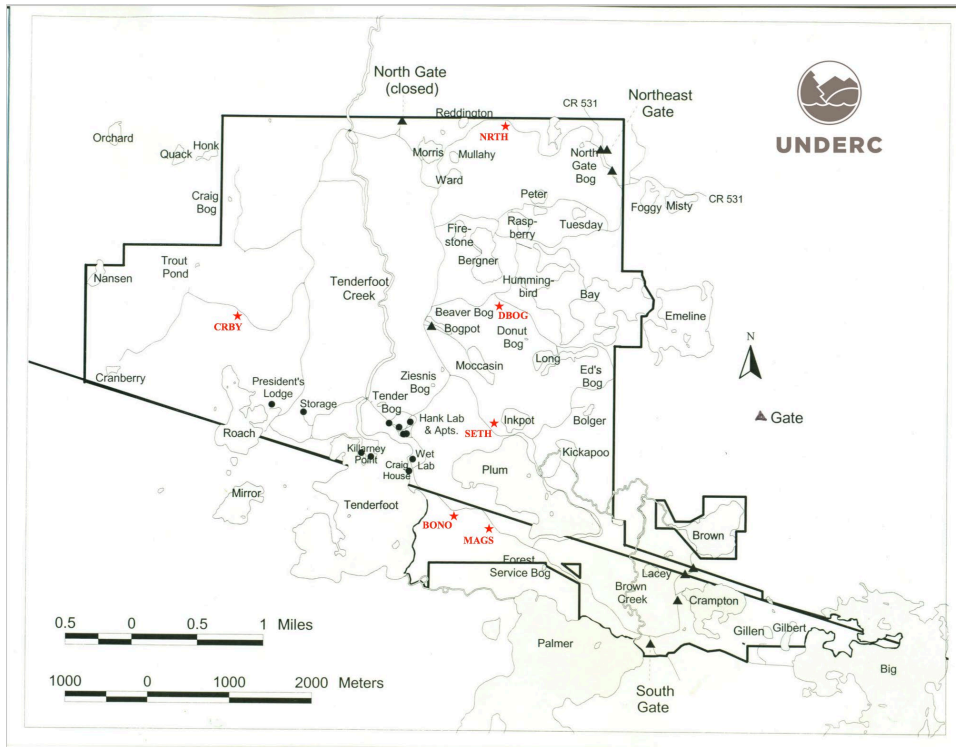 North Gate
(closed)
CR 531
Northeast
Gate
UNDERC
Reddington
NRTH
Orchard
Quack
Honk
Morris
Mullahy
North
Gate
Bog
Ward
Craig
Bog
Peter
Foggy
Misty
CR 531
Fire-
stone
Rasp-
berry
Tuesday
Bergner
Trout
Pond
Nansen
Tenderfoot
Creek
Humming-
bird
Bay
Beaver Bog
DBOG
Emeline
CRBY
Bogpot
Donut
Bog
N
Moccasin
Long
Cranberry
Ziesnis
Bog
Ed's
Bog
President's
Lodge
Storage
Tender
Bog
Hank Lab
& Apts.
Inkpot
Bolger
Gate
Roach
SETH
Killarney
Point
Wet
Lab
Craig
House
Kickapoo
Plum
Mirror
Tenderfoot
BONO
MAGS
Brown
Forest
Service Bog
Lacey
Brown
Creek
Crampton
0.5 0 0.5 1 Miles
Palmer
Gillen
Gilbert
Big
1000 0 1000 2000 Meters
South
Gate